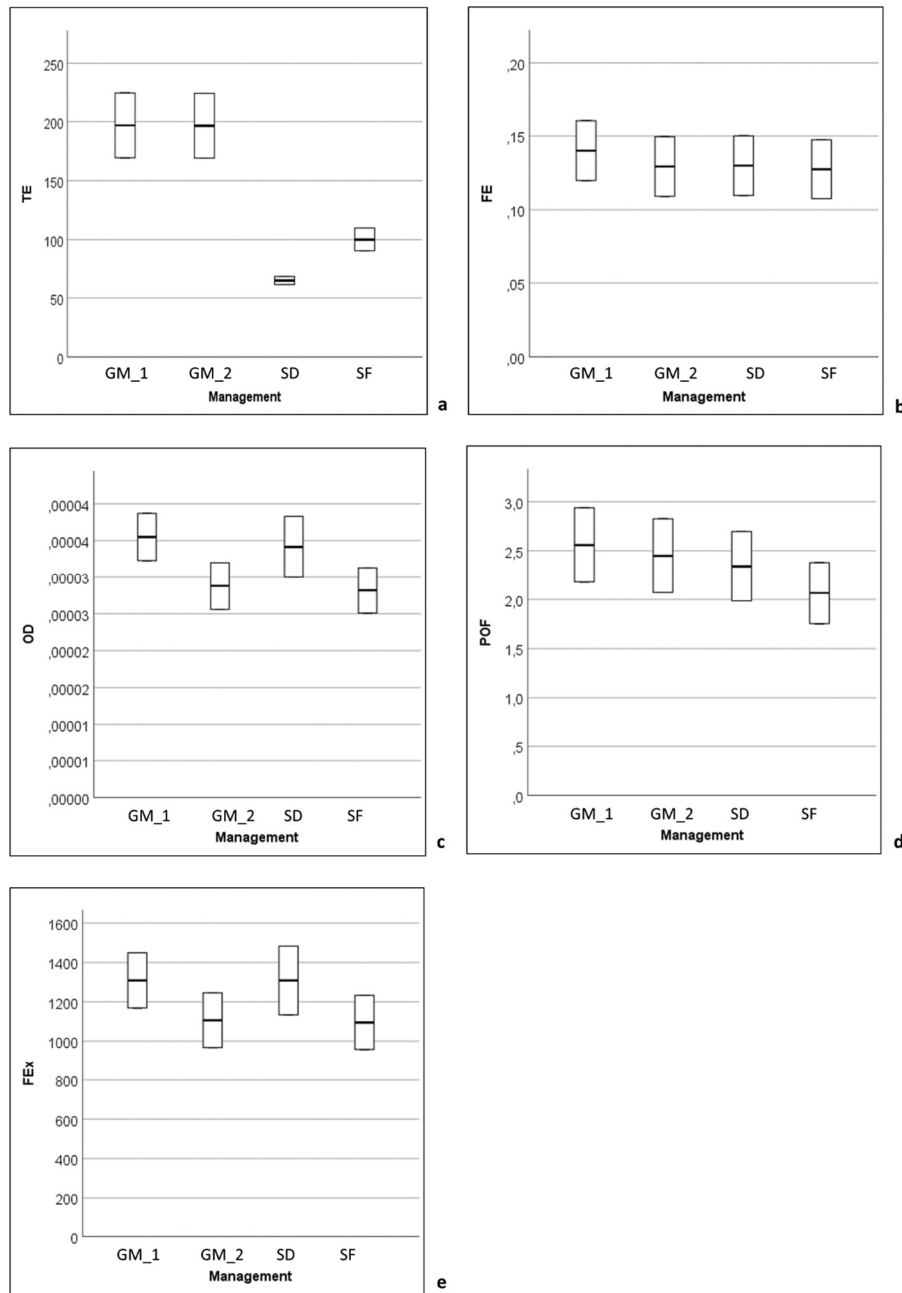 250
200
150
100
50
0
TE
GM_1 GM_2 SD SF
Management
a
,20
,15
,10
,05
,00
FE
GM_1 GM_2 SD SF
Management
b
,00004
,00004
,00003
,00003
,00002
,00002
,00001
,00001
,00000
OD
GM_1 GM_2 SD SF
Management
c
3,0
2,5
2,0
1,5
1,0
,5
,0
POF
GM_1 GM_2 SD SF
Management
d
1600
1400
1200
1000
800
600
400
200
0
FEx
GM_1 GM_2 SD SF
Management
e